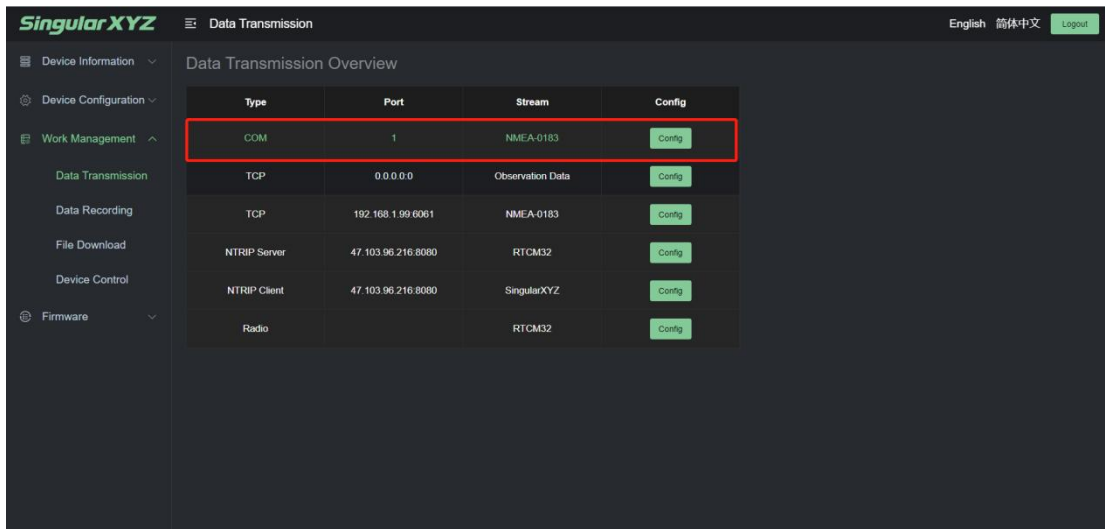 SingularXYZ
Data Transmission
English 简体中文 Logout
Device Information
Device Configuration
Work Management
Data Transmission
Data Recording
File Download
Device Control
Firmware
Data Transmission Overview
Type Port Stream Config
COM 1 NMEA-0183 Config
TCP 0.0.0.0:0 Observation Data Config
TCP 192.168.1.99:6061 NMEA-0183 Config
NTRIP Server 47.103.96.216:8080 RTCM32 Config
NTRIP Client 47.103.96.216:8080 SingularXYZ Config
Radio RTCM32 Config